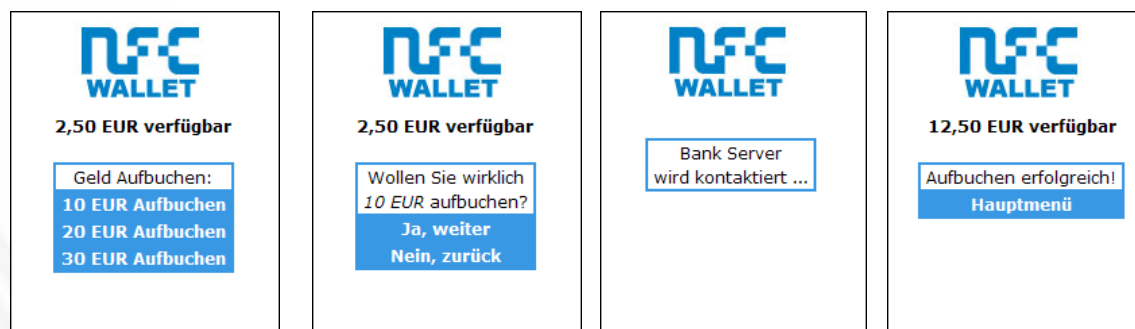 NFC
WALLET
2,50 EUR verfügbar
Geld Aufbuchen:
10 EUR Aufbuchen
20 EUR Aufbuchen
30 EUR Aufbuchen
NFC
WALLET
2,50 EUR verfügbar
Wollen Sie wirklich
10 EUR aufbuchen?
Ja, weiter
Nein, zurück
NFC
WALLET
Bank Server
wird kontaktiert ...
NFC
WALLET
12,50 EUR verfügbar
Aufbuchen erfolgreich!
Hauptmenü